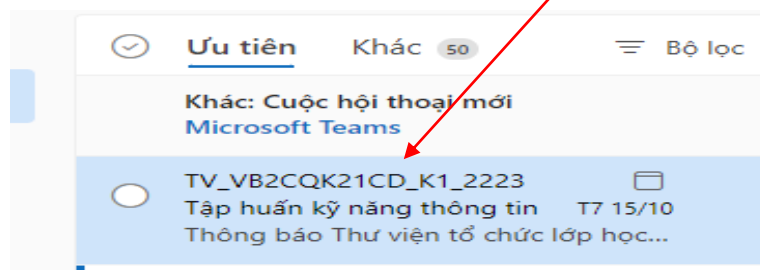 Ưu tiên Khác 50 Bộ lọc
Khác: Cuộc hội thoại mới
Microsoft Teams
TV_VB2CQK21CD_K1_2223
Tập huấn kỹ năng thông tin T7 15/10
Thông báo Thư viện tổ chức lớp học...